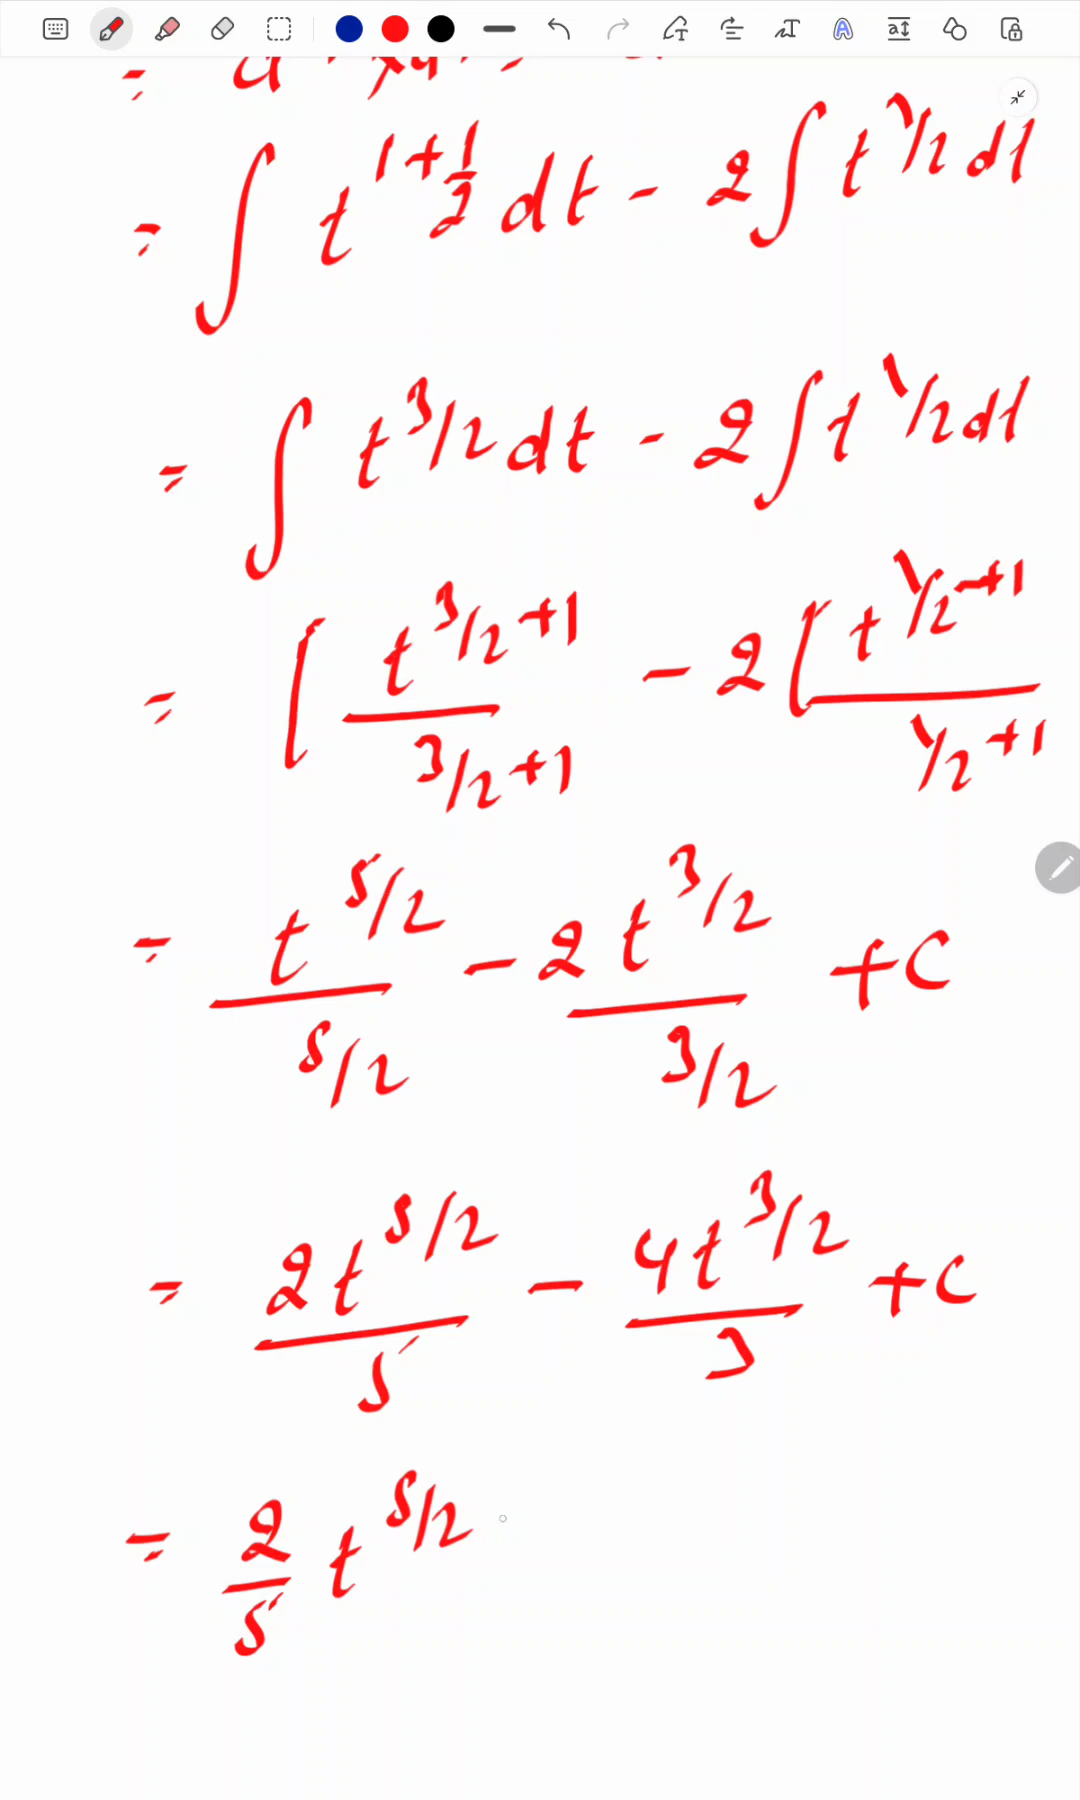 = ∫ t^{1+1/2} dt - 2∫ t^{1/2} dt
= ∫ t^{3/2} dt - 2∫ t^{1/2} dt
= [ t^{3/2+1} / (3/2+1) - 2[ t^{1/2+1} / (1/2+1)
= t^{5/2} / (5/2) - 2t^{3/2} / (3/2) + C
= 2t^{5/2} / 5 - 4t^{3/2} / 3 + C
= 2/5 t^{5/2}